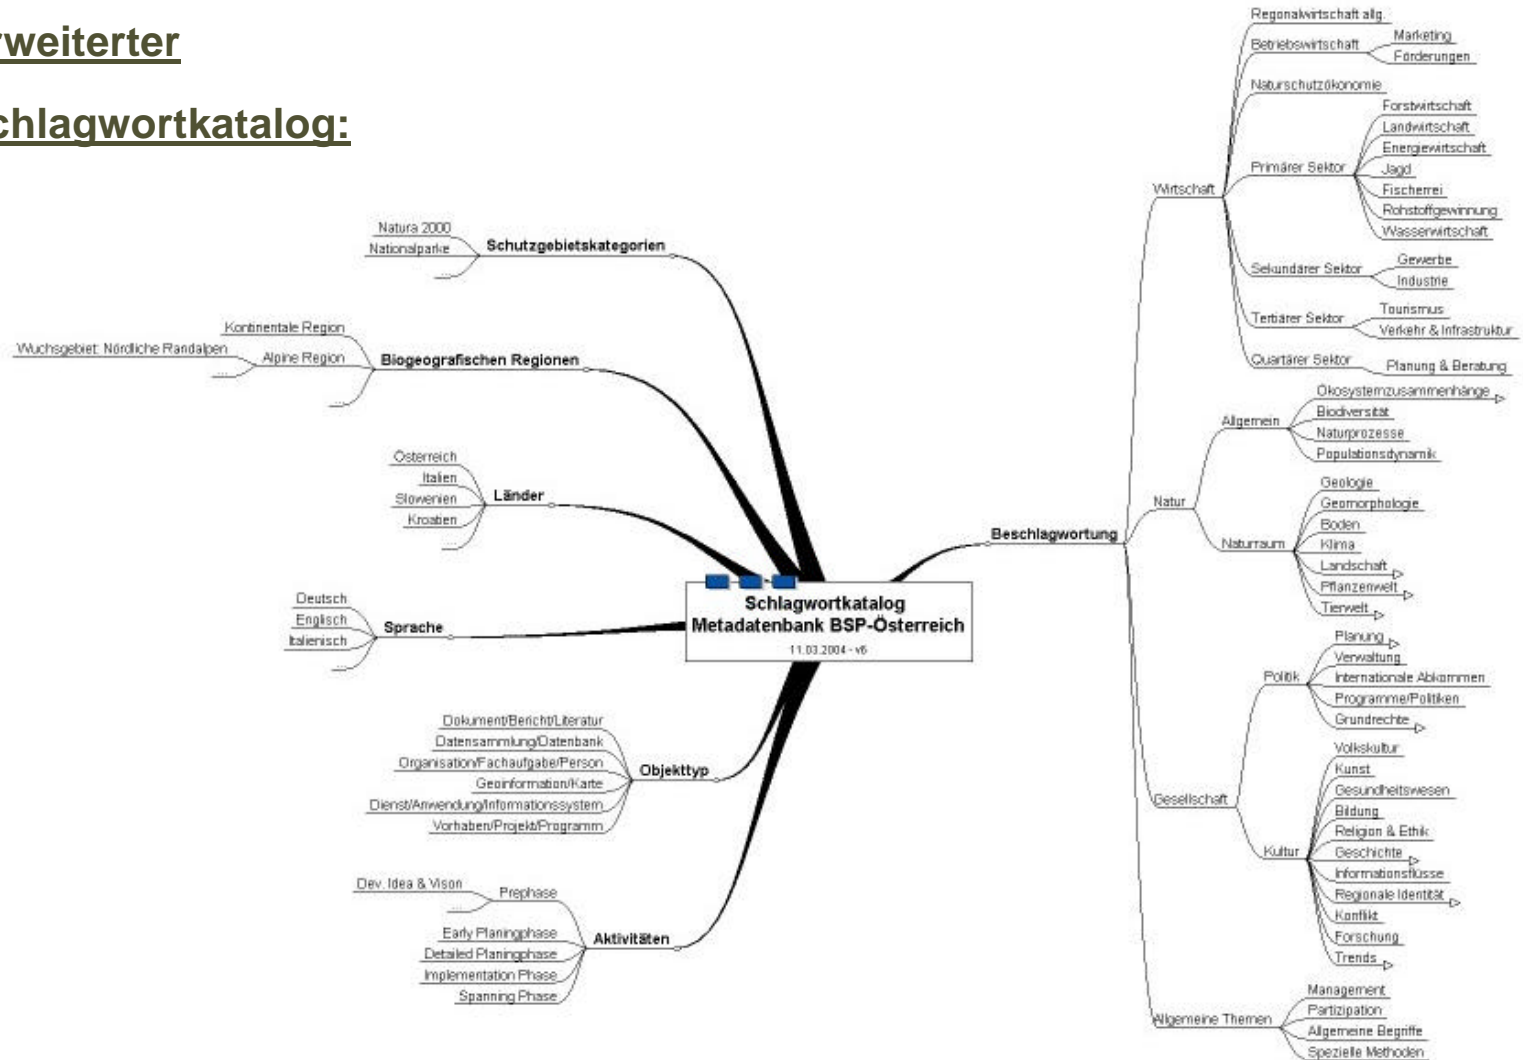 rweiterter
chlagwortkatalog:
Schlagwortkatalog
Metadatenbank BSP-Österreich
11.03.2004 - v6
Schutzgebietskategorien
Natura 2000
Nationalparke
...
Biogeografischen Regionen
Kontinentale Region
Alpine Region
Wuchsgebiet: Nördliche Randalpen
...
...
Länder
Österreich
Italien
Slowenien
Kroatien
...
Sprache
Deutsch
Englisch
Italienisch
...
Objekttyp
Dokument/Bericht/Literatur
Datensammlung/Datenbank
Organisation/Fachaufgabe/Person
Geoinformation/Karte
Dienst/Anwendung/Informationssystem
Vorhaben/Projekt/Programm
Aktivitäten
Prephase
Dev. Idea & Vison
...
Early Planingphase
Detailed Planingphase
Implementation Phase
Spanning Phase
Beschlagwortung
Wirtschaft
Regonalwirtschaft allg.
Betriebswirtschaft
Marketing
Förderungen
Naturschutzökonomie
Primärer Sektor
Forstwirtschaft
Landwirtschaft
Energiewirtschaft
Jagd
Fischerrei
Rohstoffgewinnung
Wasserwirtschaft
Sekundärer Sektor
Gewerbe
Industrie
Tertiärer Sektor
Tourismus
Verkehr & Infrastruktur
Quartärer Sektor
Planung & Beratung
Natur
Allgemein
Ökosystemzusammenhänge
Biodiversität
Naturprozesse
Populationsdynamik
Naturraum
Geologie
Geomorphologie
Boden
Klima
Landschaft
Pflanzenwelt
Tierwelt
Gesellschaft
Politik
Planung
Verwaltung
Internationale Abkommen
Programme/Politiken
Grundrechte
Kultur
Volkskultur
Kunst
Gesundheitswesen
Bildung
Religion & Ethik
Geschichte
Informationsflüsse
Regionale Identität
Konflikt
Forschung
Trends
Allgemeine Themen
Management
Partizipation
Allgemeine Begriffe
Spezielle Methoden